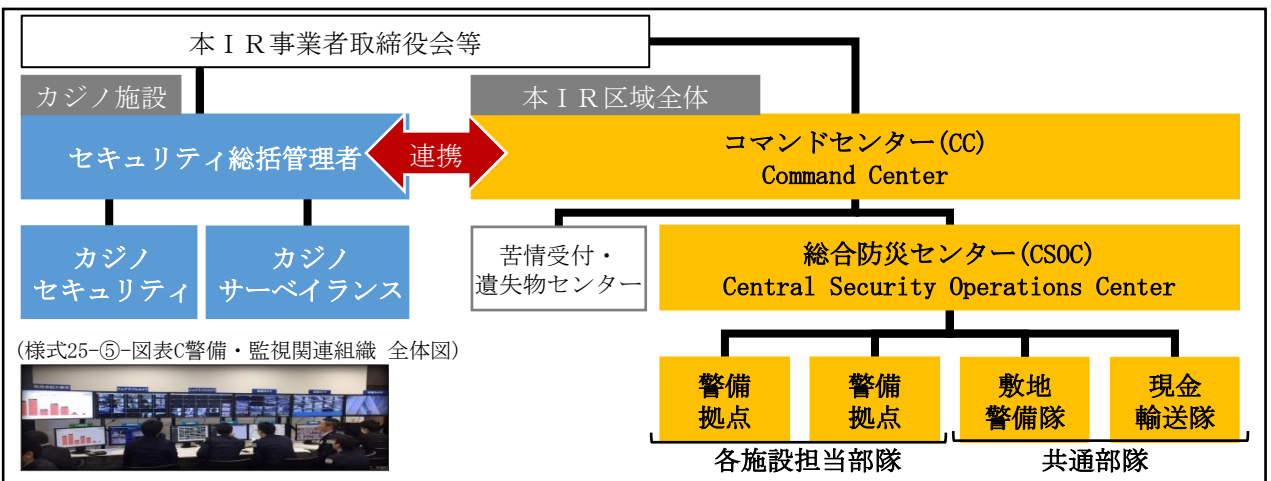 本ＩＲ事業者取締役会等
カジノ施設
本ＩＲ区域全体
セキュリティ総括管理者
連携
コマンドセンター(CC)
Command Center
カジノ
セキュリティ
カジノ
サーベイランス
苦情受付・
遺失物センター
総合防災センター(CSOC)
Central Security Operations Center
(様式25-⑤-図表C警備・監視関連組織 全体図)
警備
拠点
警備
拠点
敷地
警備隊
現金
輸送隊
各施設担当部隊
共通部隊